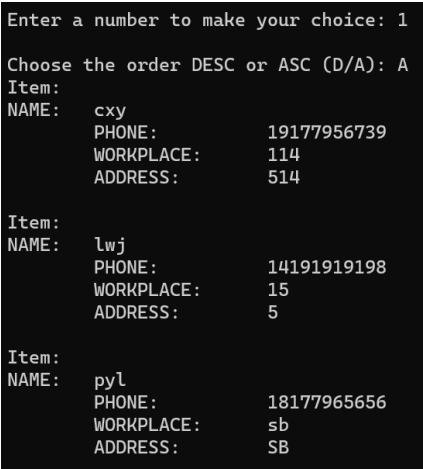 Enter a number to make your choice: 1
Choose the order DESC or ASC (D/A): A
Item:
NAME: cxy
PHONE: 19177956739
WORKPLACE: 114
ADDRESS: 514
Item:
NAME: lwj
PHONE: 14191919198
WORKPLACE: 15
ADDRESS: 5
Item:
NAME: pyl
PHONE: 18177965656
WORKPLACE: sb
ADDRESS: SB